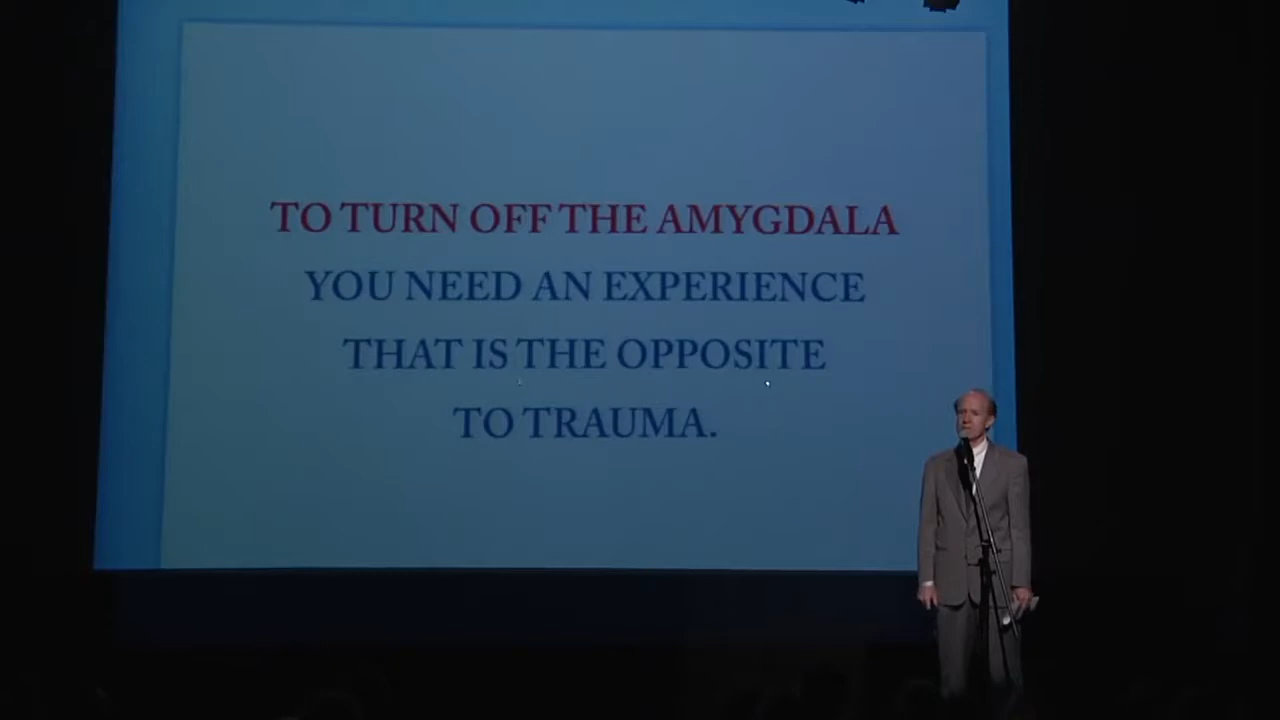 TO TURN OFF THE AMYGDALA
YOU NEED AN EXPERIENCE
THAT IS THE OPPOSITE
TO TRAUMA.